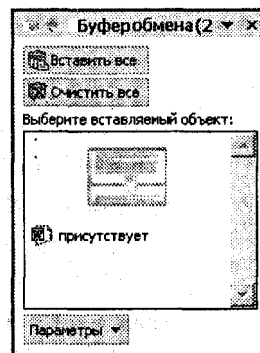 Буфер обмена (2
Вставить все
Очистить все
Выберите вставляемый объект:
присутствует
Параметры